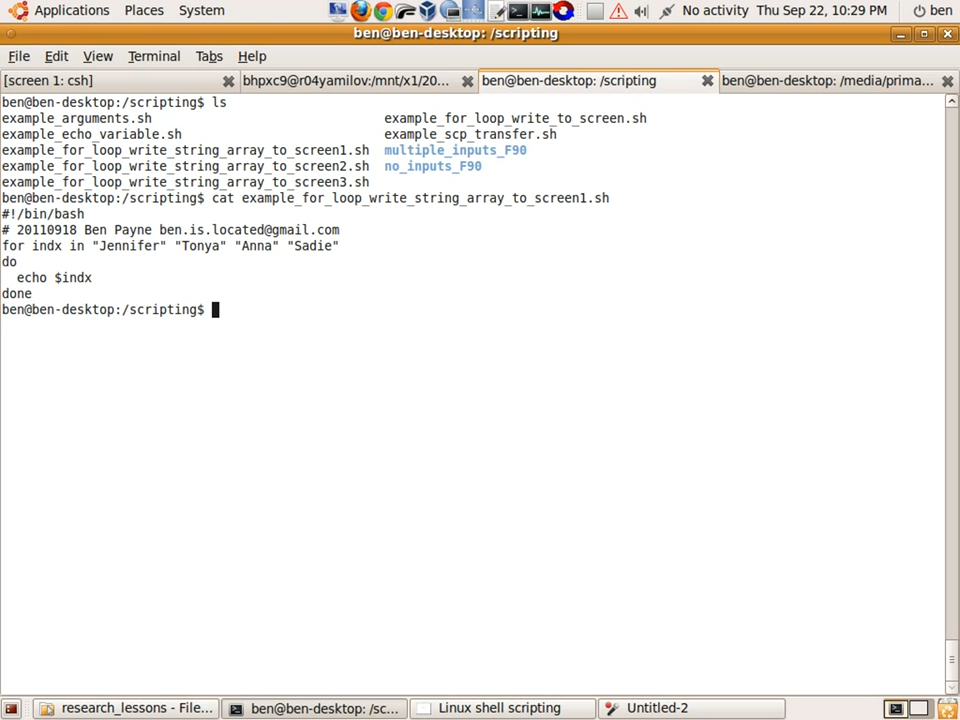 Applications Places System No activity Thu Sep 22, 10:29 PM ben
ben@ben-desktop: /scripting
File Edit View Terminal Tabs Help
[screen 1: csh] bhpxc9@r04yamilov:/mnt/x1/20... ben@ben-desktop: /scripting ben@ben-desktop: /media/prima...
ben@ben-desktop:/scripting$ ls
example_arguments.sh example_for_loop_write_to_screen.sh
example_echo_variable.sh example_scp_transfer.sh
example_for_loop_write_string_array_to_screen1.sh multiple_inputs_F90
example_for_loop_write_string_array_to_screen2.sh no_inputs_F90
example_for_loop_write_string_array_to_screen3.sh
ben@ben-desktop:/scripting$ cat example_for_loop_write_string_array_to_screen1.sh
#!/bin/bash
# 20110918 Ben Payne ben.is.located@gmail.com
for indx in "Jennifer" "Tonya" "Anna" "Sadie"
do
  echo $indx
done
ben@ben-desktop:/scripting$
research_lessons - File... ben@ben-desktop: /sc... Linux shell scripting Untitled-2